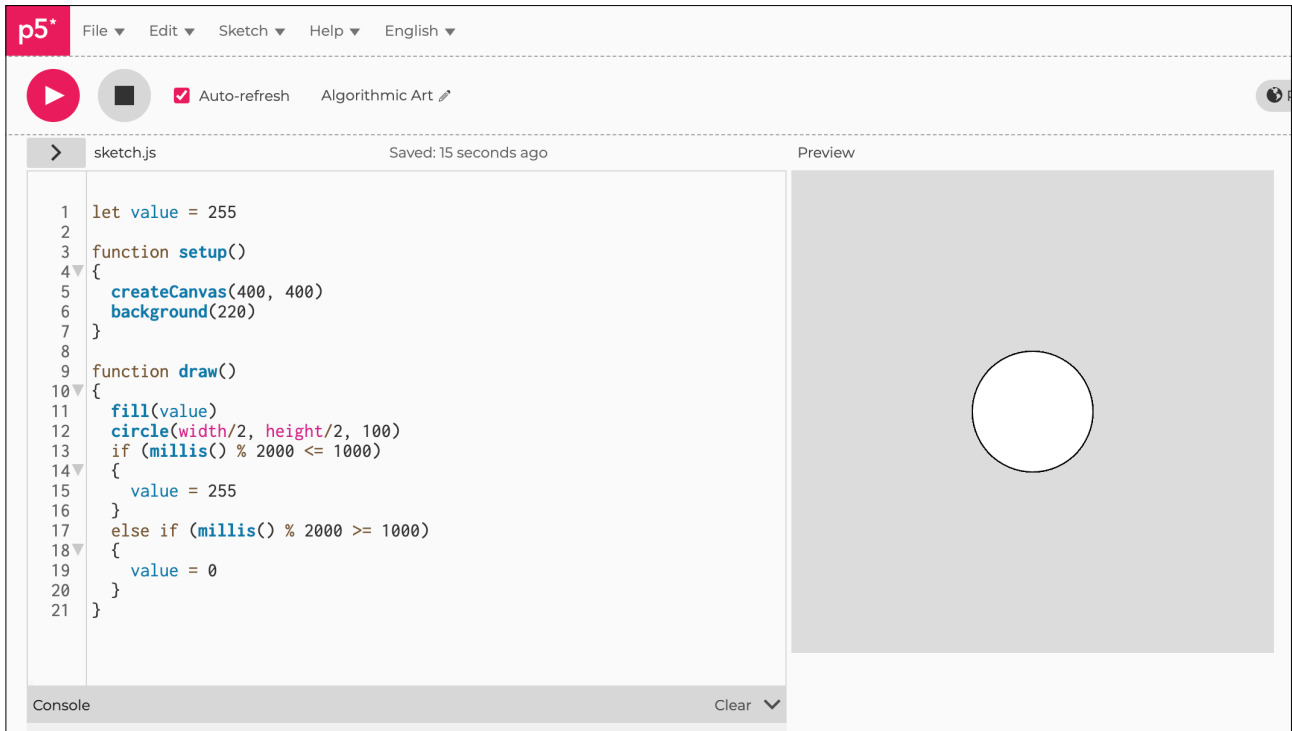 p5* File Edit Sketch Help English
Auto-refresh Algorithmic Art
sketch.js Saved: 15 seconds ago Preview
1 let value = 255
2
3 function setup()
4 {
5 createCanvas(400, 400)
6 background(220)
7 }
8
9 function draw()
10 {
11 fill(value)
12 circle(width/2, height/2, 100)
13 if (millis() % 2000 <= 1000)
14 {
15 value = 255
16 }
17 else if (millis() % 2000 >= 1000)
18 {
19 value = 0
20 }
21 }
Console Clear